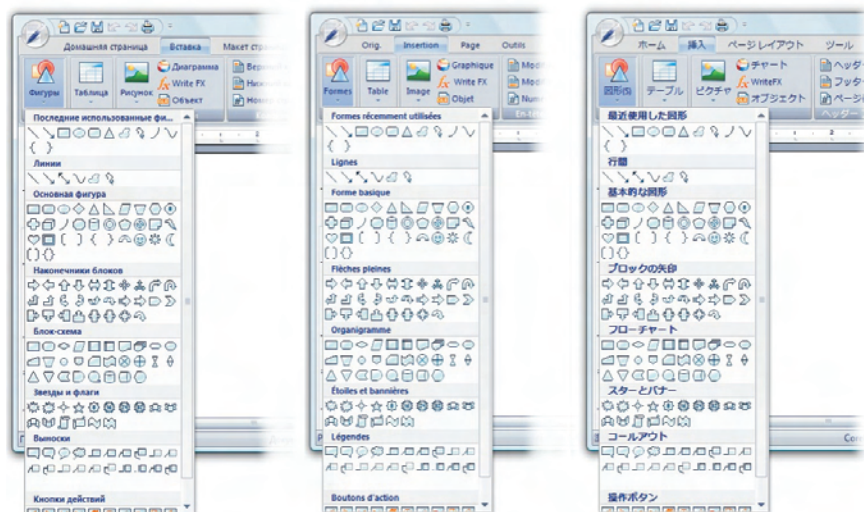 Домашняя страница Вставка Макет
Фигуры Таблица Рисунок Диаграмма Write FX Объект
Последние использованные фи...
Линии
Основная фигура
Наконечники блоков
Блок-схема
Звезды и флаги
Выноски
Кнопки действий
Orig. Insertion Page Outils
Formes Table Image Graphique Write FX Objet
Formes récemment utilisées
Lignes
Forme basique
Flèches pleines
Organigramme
Étoiles et bannières
Légendes
Boutons d'action
ホーム 挿入 ページレイアウト ツール
図形(S) テーブル ピクチャ チャート WriteFX オブジェクト
最近使用した図形
行間
基本的な図形
ブロックの矢印
フローチャート
スターとバナー
コールアウト
操作ボタン